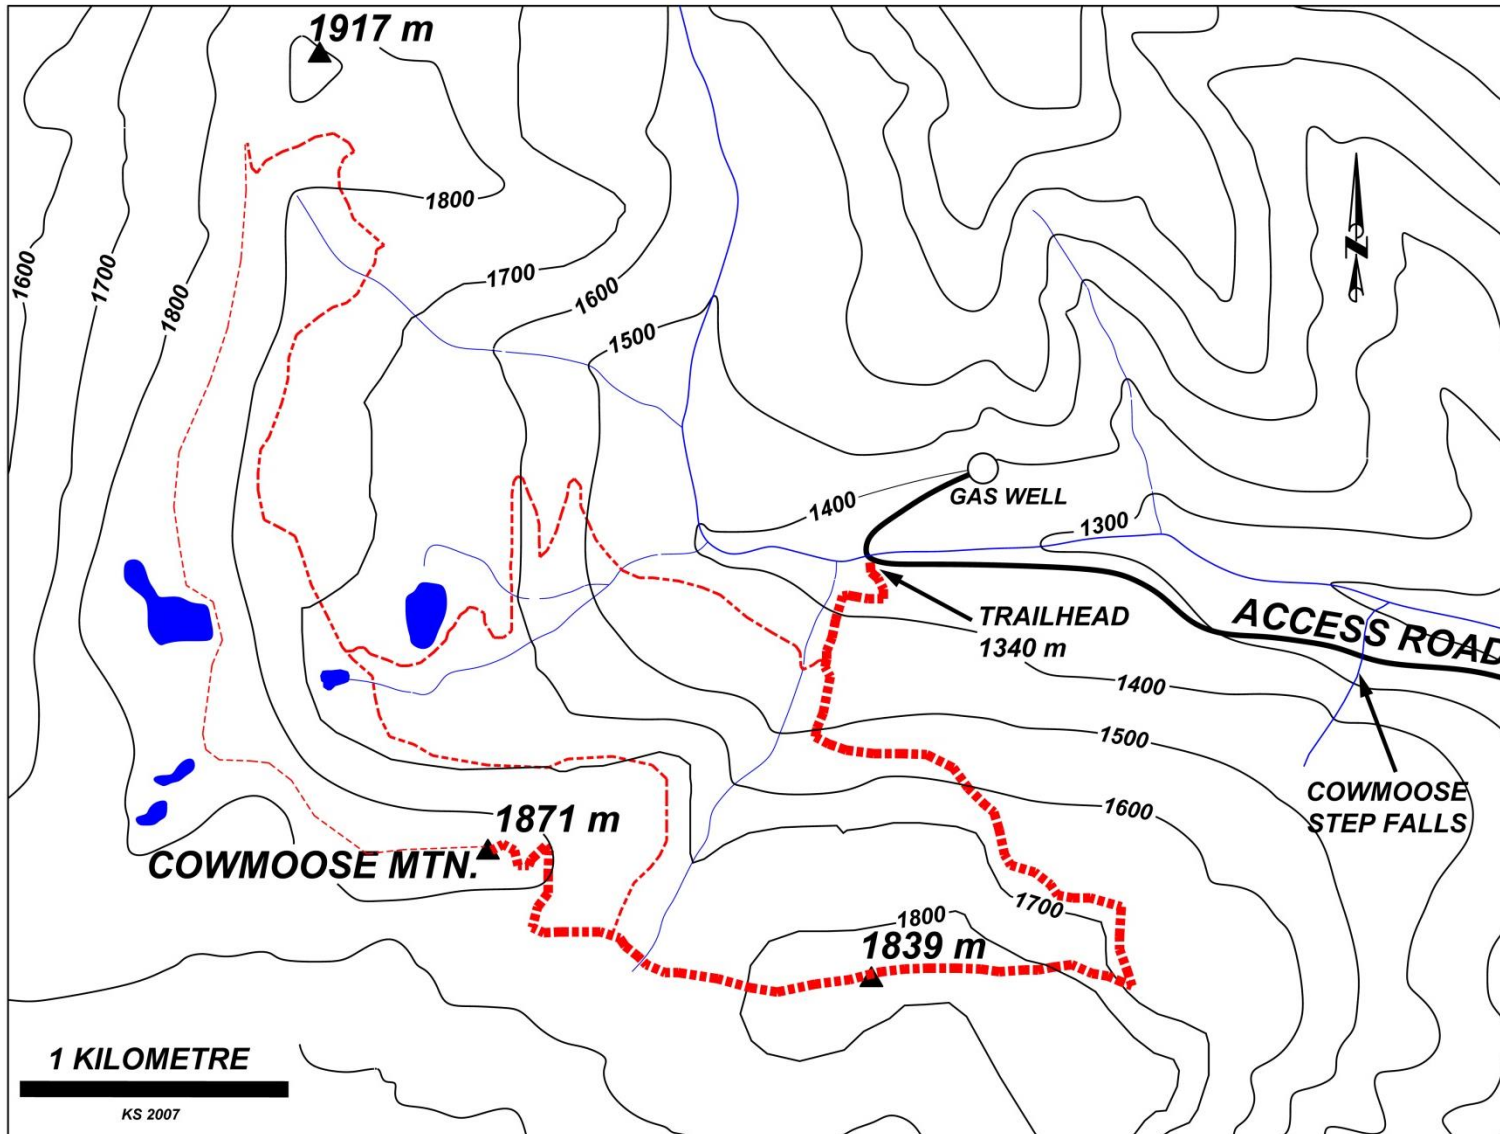 1917 m
1800
1700
1600
1500
1600
1700
1800
1400
GAS WELL
1300
N
TRAILHEAD
1340 m
ACCESS ROAD
1400
1500
1600
COWMOOSE
STEP FALLS
1871 m
COWMOOSE MTN.
1700
1800
1839 m
1 KILOMETRE
KS 2007